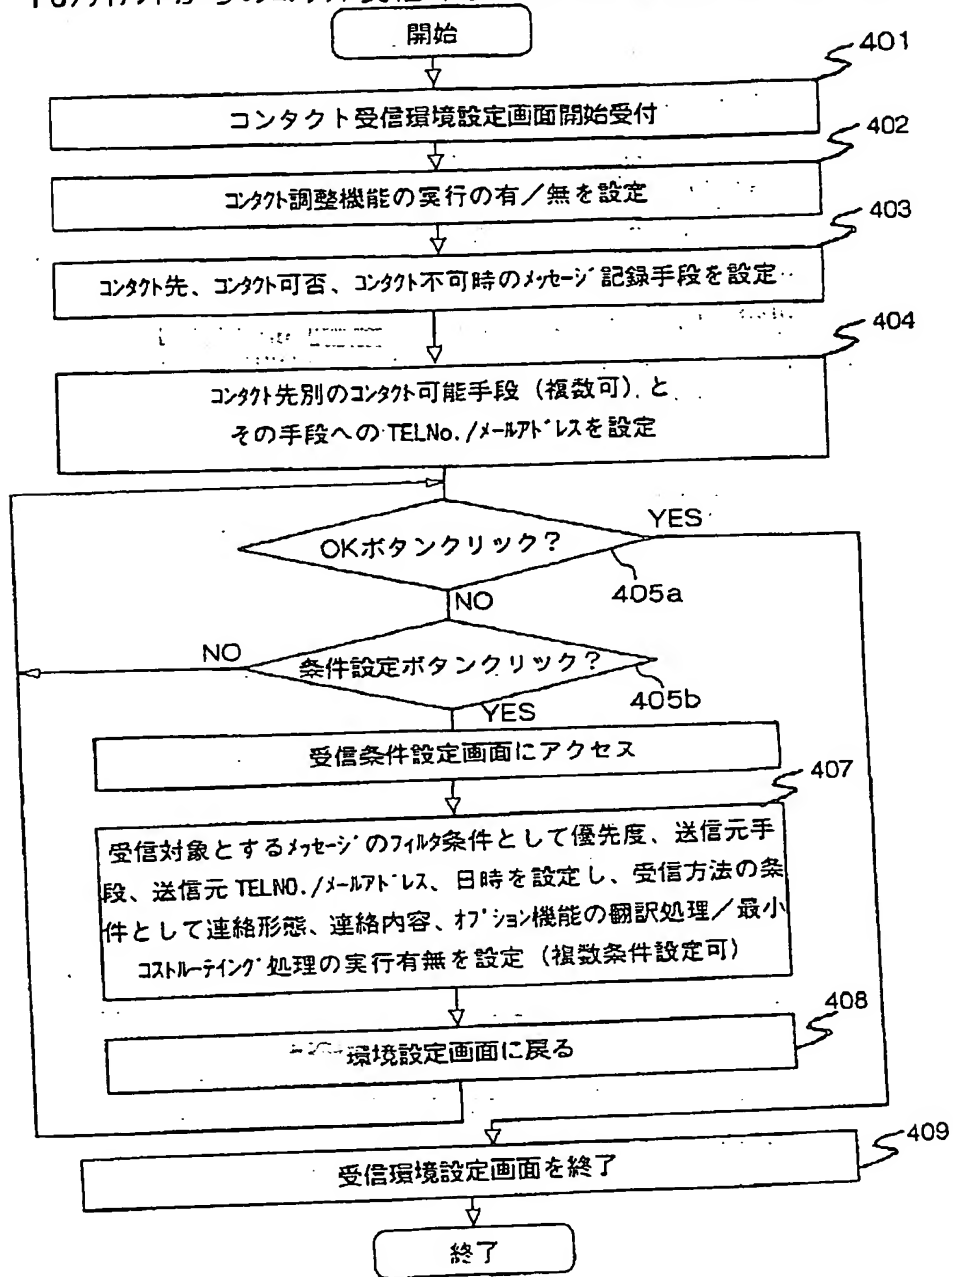 開始
401
コンタクト受信環境設定画面開始受付
402
コンタクト調整機能の実行の有/無を設定
403
コンタクト先、コンタクト可否、コンタクト不可時のメッセージ記録手段を設定
404
コンタクト先別のコンタクト可能手段(複数可)と
その手段へのTELNo./メールアドレスを設定
OKボタンクリック?
YES
405a
NO
条件設定ボタンクリック?
NO
405b
YES
受信条件設定画面にアクセス
407
受信対象とするメッセージのフィルタ条件として優先度、送信元手
段、送信元TELNO./メールアドレス、日時を設定し、受信方法の条
件として連絡形態、連絡内容、オプション機能の翻訳処理/最小
コストルーティング処理の実行有無を設定(複数条件設定可)
408
環境設定画面に戻る
409
受信環境設定画面を終了
終了